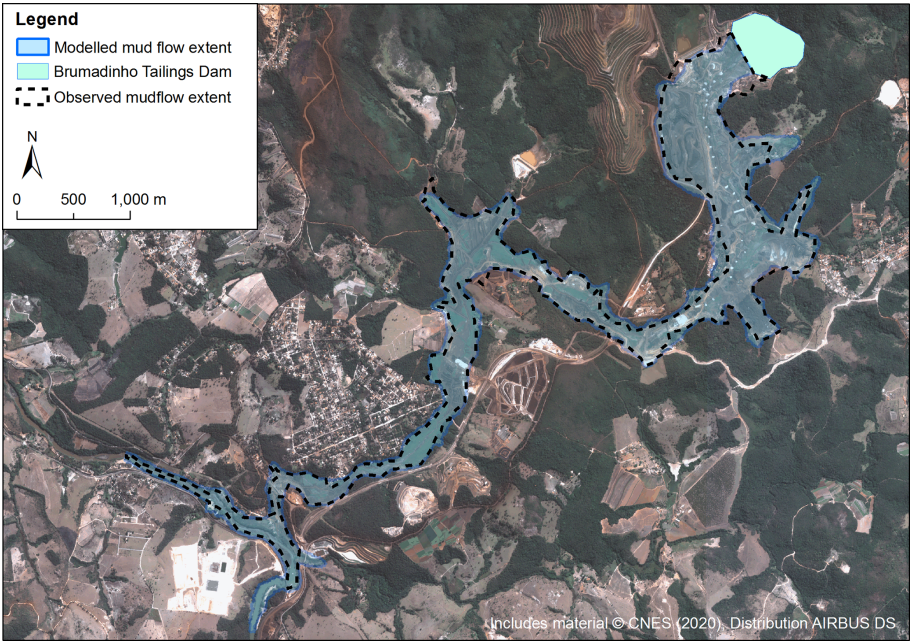 Legend
Modelled mud flow extent
Brumadinho Tailings Dam
Observed mudflow extent
N
0 500 1,000 m
Includes material © CNES (2020), Distribution AIRBUS DS